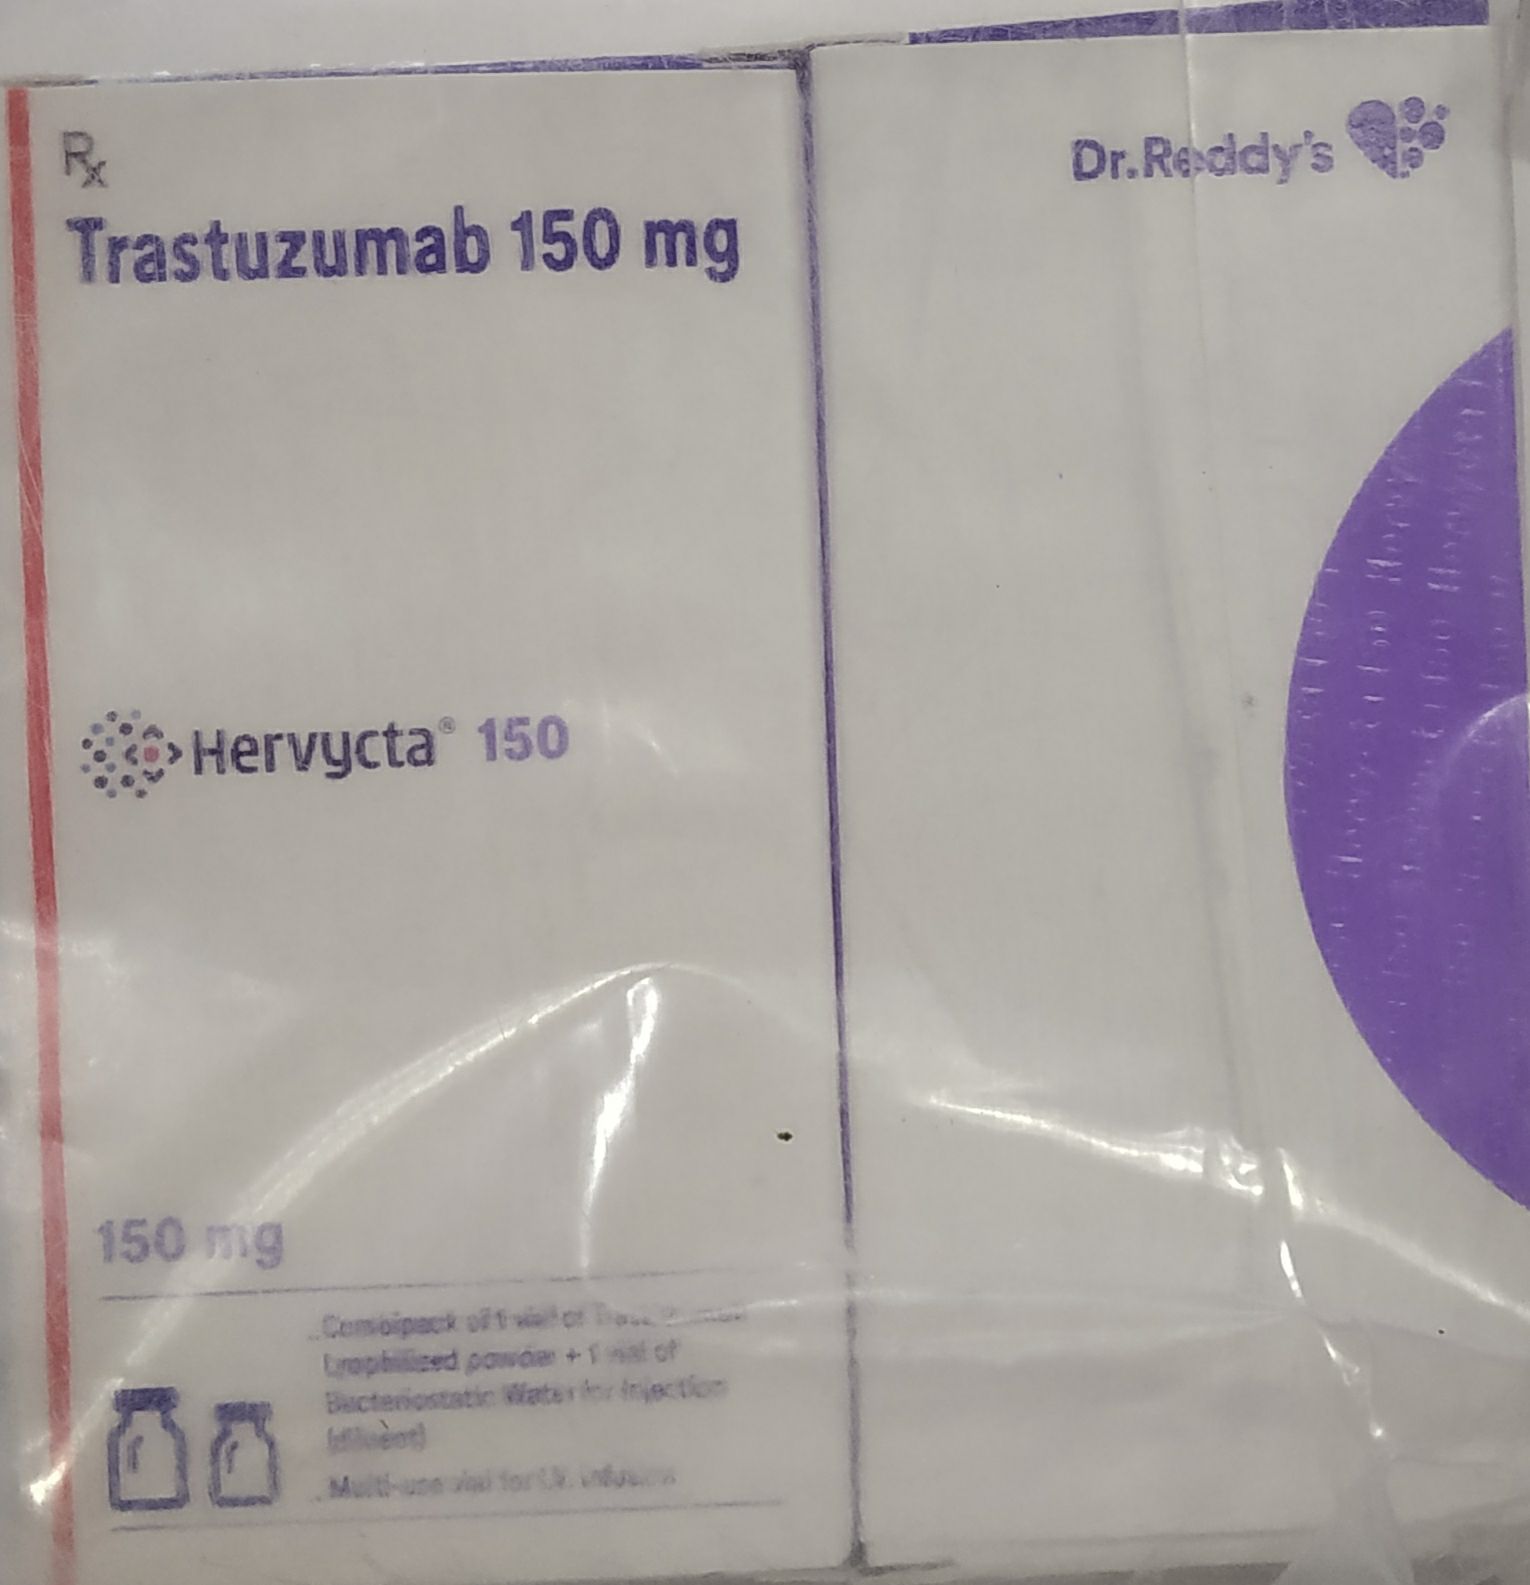 Rx
Trastuzumab 150 mg
Dr.Reddy's
Hervycta® 150
150 mg
Combipack of 1 vial of
Lyophilized powder + 1 vial of
Bacteriostatic Water for Injection
(diluent)
Multi-use vial for I.V. infusion